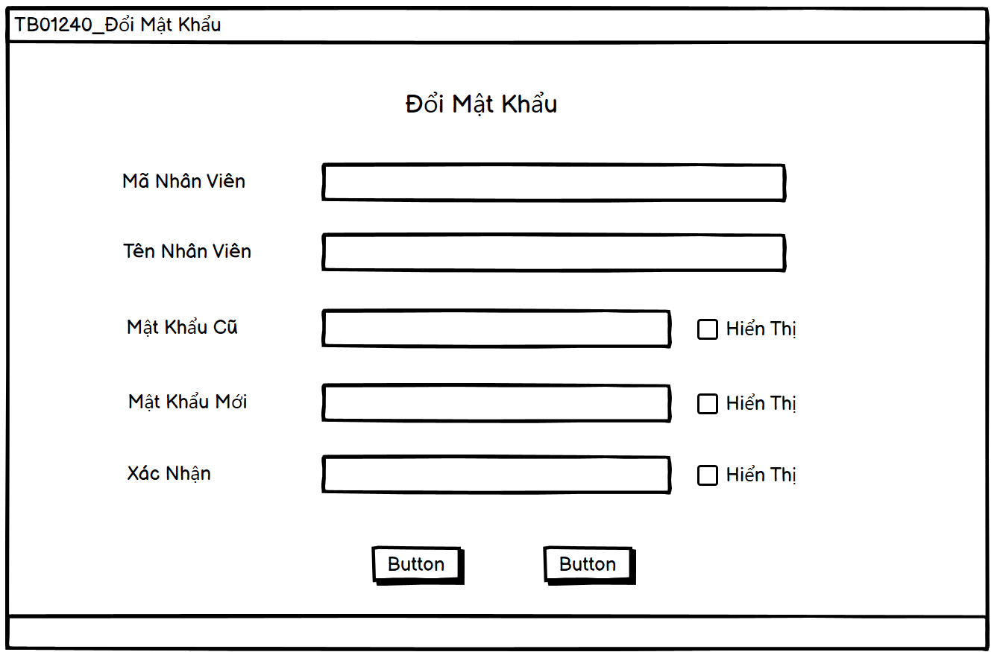 TB01240_Đổi Mật Khẩu
Đổi Mật Khẩu
Mã Nhân Viên
Tên Nhân Viên
Mật Khẩu Cũ
Hiển Thị
Mật Khẩu Mới
Hiển Thị
Xác Nhận
Hiển Thị
Button
Button